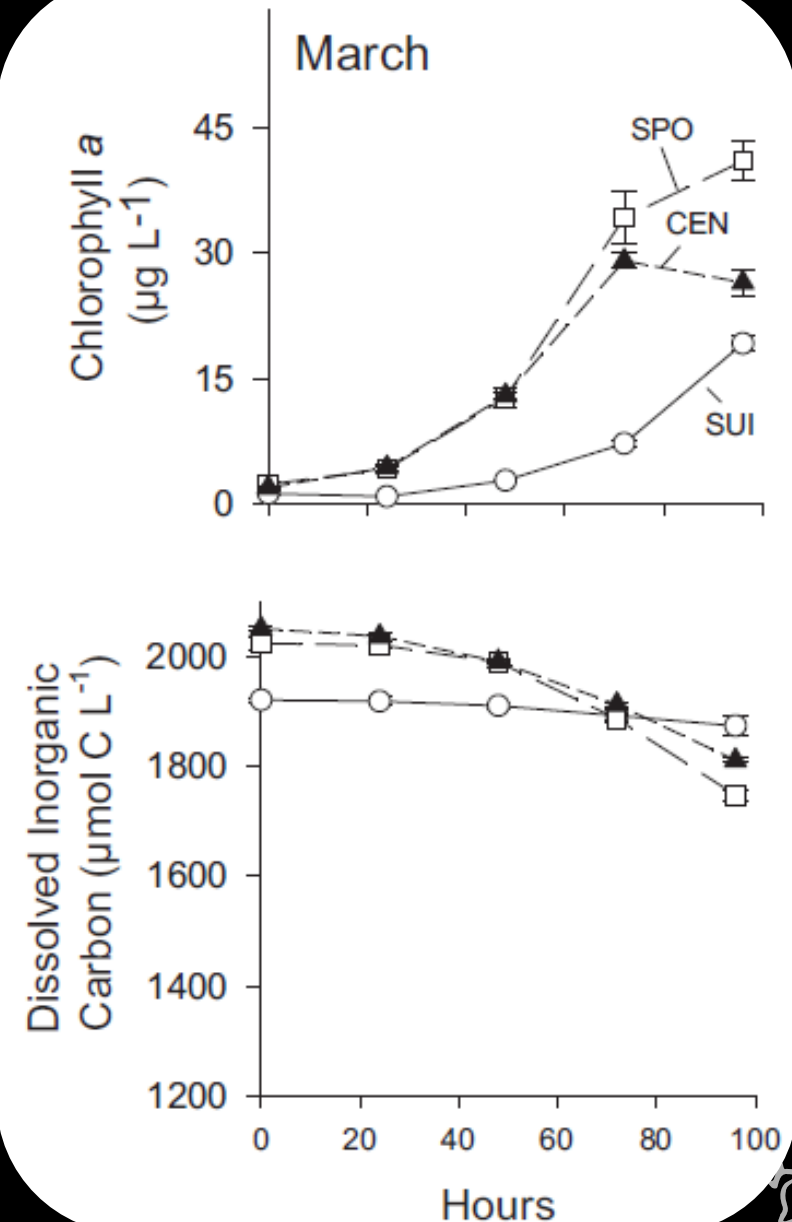 March
Chlorophyll a
(μg L-1)
45
30
15
0
SPO
CEN
SUI
Dissolved Inorganic
Carbon (μmol C L-1)
2000
1800
1600
1400
1200
0 20 40 60 80 100
Hours